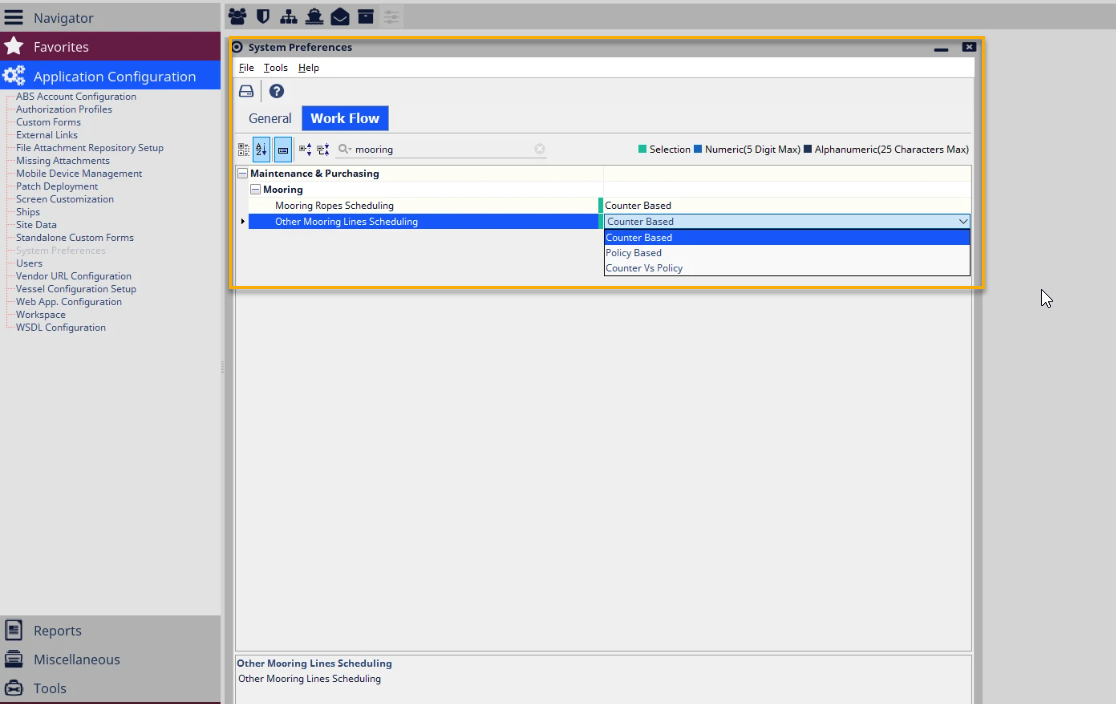 Navigator
Favorites
Application Configuration
ABS Account Configuration
Authorization Profiles
Custom Forms
External Links
File Attachment Repository Setup
Missing Attachments
Mobile Device Management
Patch Deployment
Screen Customization
Ships
Site Data
Standalone Custom Forms
System Preferences
Users
Vendor URL Configuration
Vessel Configuration Setup
Web App. Configuration
Workspace
WSDL Configuration
Reports
Miscellaneous
Tools
System Preferences
File Tools Help
General Work Flow
mooring Selection Numeric(5 Digit Max) Alphanumeric(25 Characters Max)
Maintenance & Purchasing
Mooring
Mooring Ropes Scheduling Counter Based
Other Mooring Lines Scheduling Counter Based
Counter Based
Policy Based
Counter Vs Policy
Other Mooring Lines Scheduling
Other Mooring Lines Scheduling